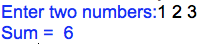 Enter two numbers:1 2 3
Sum =  6